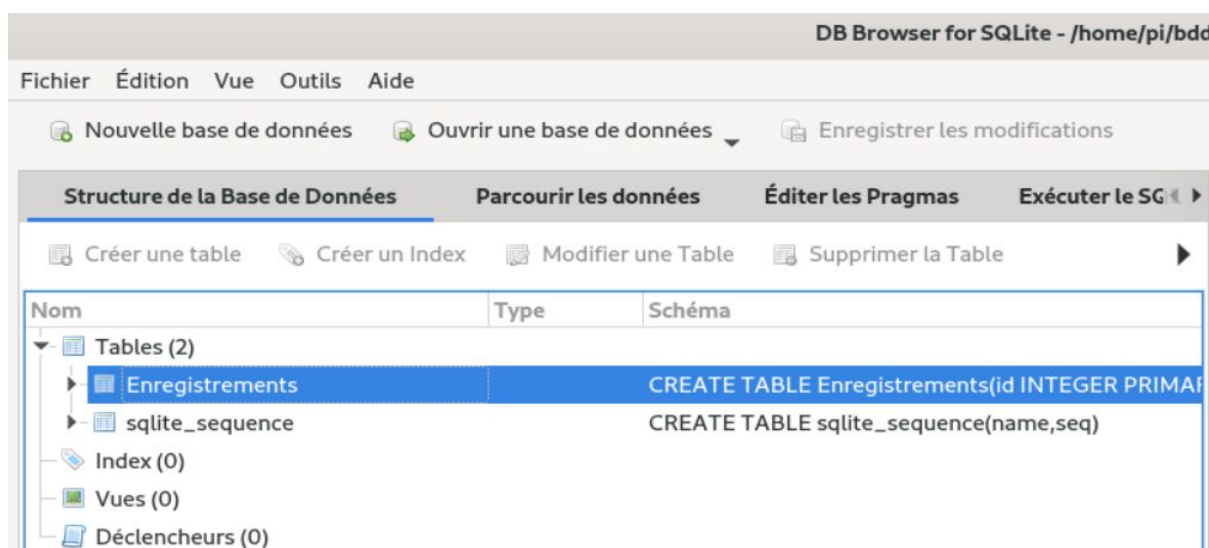 DB Browser for SQLite - /home/pi/bdd
Fichier Édition Vue Outils Aide
Nouvelle base de données Ouvrir une base de données Enregistrer les modifications
Structure de la Base de Données Parcourir les données Éditer les Pragmas Exécuter le
Créer une table Créer un Index Modifier une Table Supprimer la Table
Nom Type Schéma
Tables (2)
Enregistrements CREATE TABLE Enregistrements(id INTEGER
sqlite_sequence CREATE TABLE sqlite_sequence(name,seq)
Index (0)
Vues (0)
Déclencheurs (0)